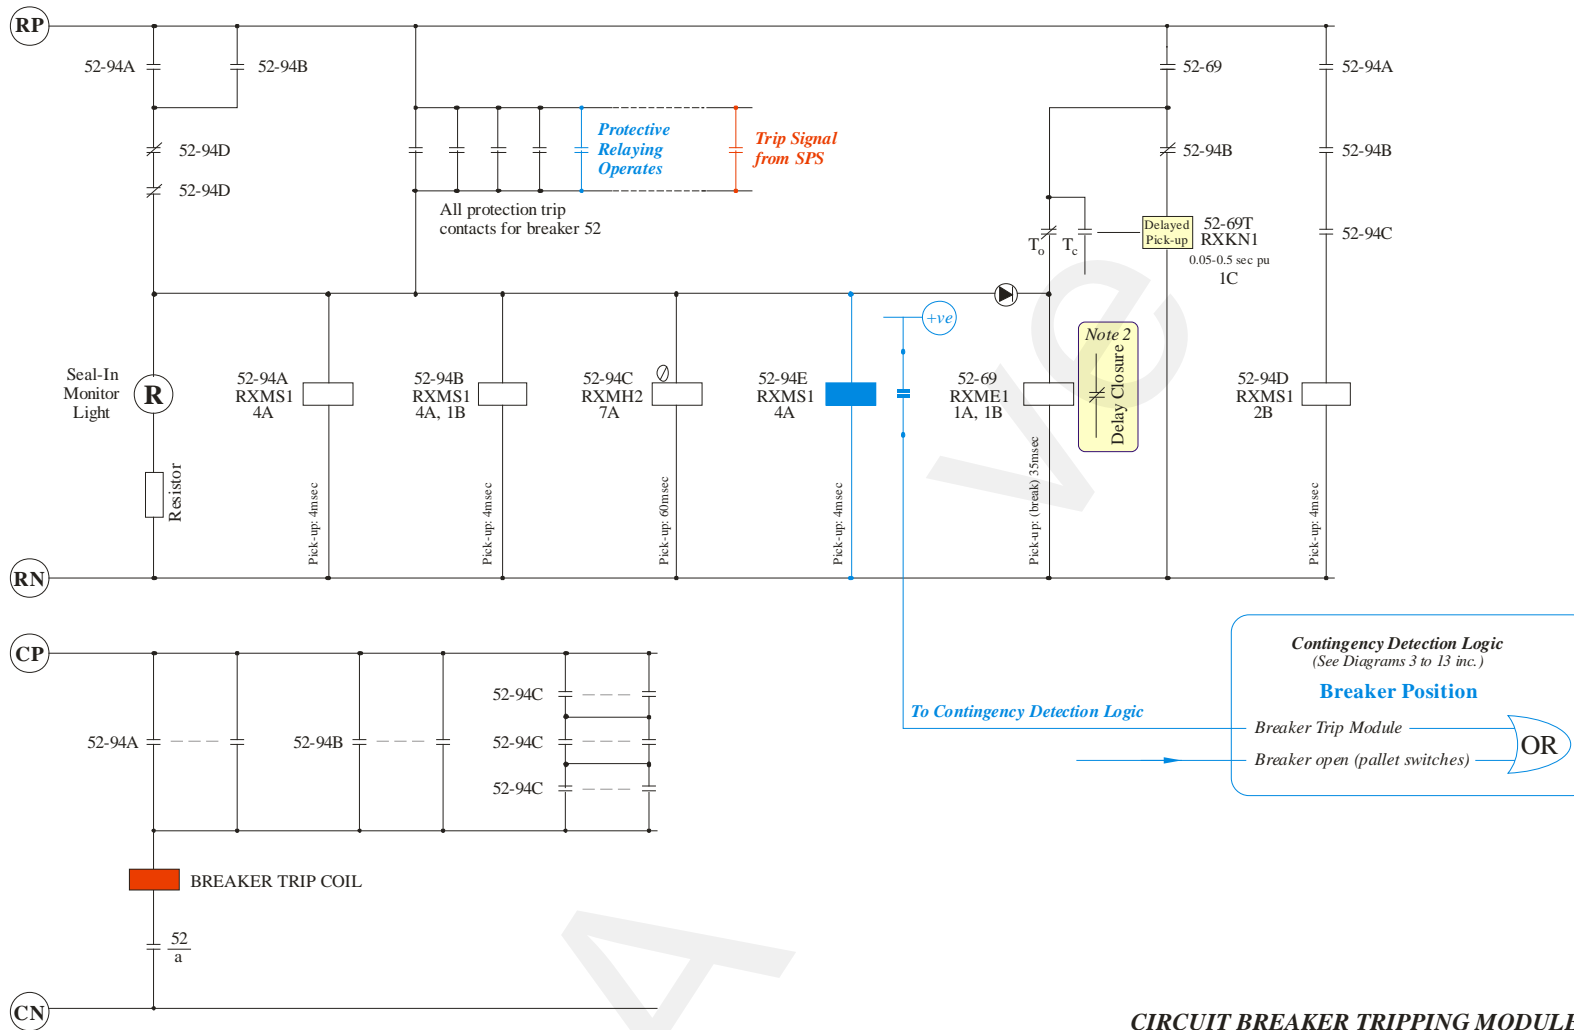 RP
52-94A
52-94B
52-69
52-94A
Protective
Relaying
Operates
Trip Signal
from SPS
52-94D
52-94B
52-94B
52-94D
All protection trip
contacts for breaker 52
To
Tc
Delayed
Pick-up
52-69T
RXKN1
0.05-0.5 sec pu
1C
52-94C
+ve
Note 2
Delay Closure
Seal-In
Monitor
Light
R
52-94A
RXMS1
4A
52-94B
RXMS1
4A, 1B
52-94C
RXMH2
7A
52-94E
RXMS1
4A
52-69
RXME1
1A, 1B
52-94D
RXMS1
2B
Resistor
Pick-up: 4msec
Pick-up: 4msec
Pick-up: 60msec
Pick-up: 4msec
Pick-up: (break) 35msec
Pick-up: 4msec
RN
CP
Contingency Detection Logic
(See Diagrams 3 to 13 inc.)
Breaker Position
52-94C
To Contingency Detection Logic
Breaker Trip Module
52-94A
52-94B
52-94C
OR
Breaker open (pallet switches)
52-94C
BREAKER TRIP COIL
52
a
CN
CIRCUIT BREAKER TRIPPING MODULE